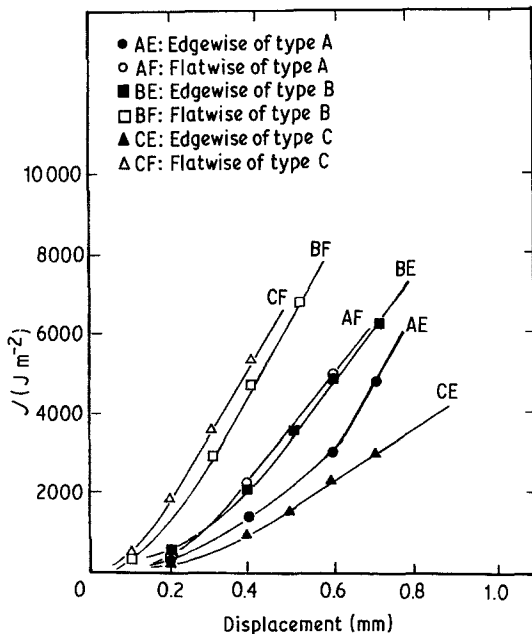 AE: Edgewise of type A
AF: Flatwise of type A
BE: Edgewise of type B
BF: Flatwise of type B
CE: Edgewise of type C
CF: Flatwise of type C
10 000
8000
6000
4000
2000
0
0.2
0.4
0.6
0.8
1.0
J (J m⁻²)
Displacement (mm)
CF
BF
AF
BE
AE
CE